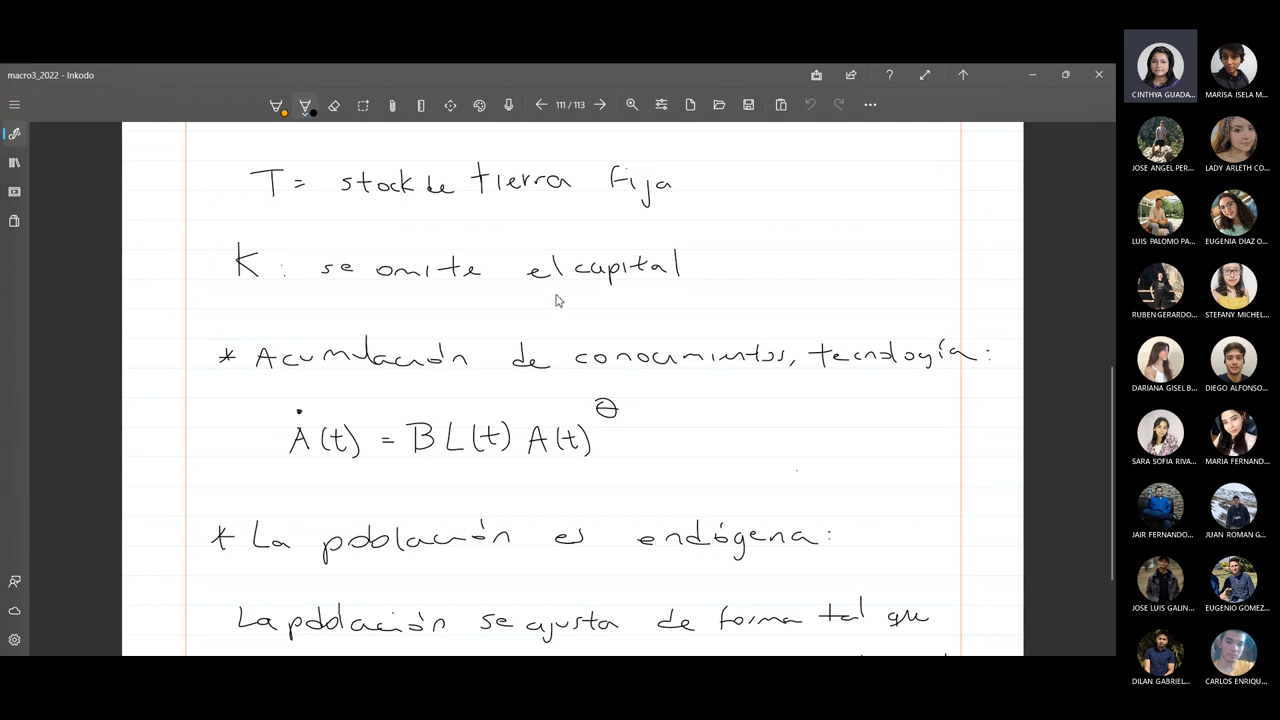 macro3_2022 - Inkodo
111 / 113
T = stock de tierra fija
K : se omite el capital
* Acumulación de conocimientos, tecnología :
Ȧ(t) = B L(t) A(t)^θ
* La población es endógena :
La población se ajusta de forma tal que
CINTHYA GUADA...
MARISA ISELA M...
JOSE ANGEL PER...
LADY ARLETH CO...
LUIS PALOMO PA...
EUGENIA DIAZ O...
RUBEN GERARDO...
STEFANY MICHEL...
DARIANA GISEL B...
DIEGO ALFONSO...
SARA SOFIA RIVA...
MARIA FERNAND...
JAIR FERNANDO...
JUAN ROMAN G...
JOSE LUIS GALIN...
EUGENIO GOMEZ...
DILAN GABRIEL...
CARLOS ENRIQU...